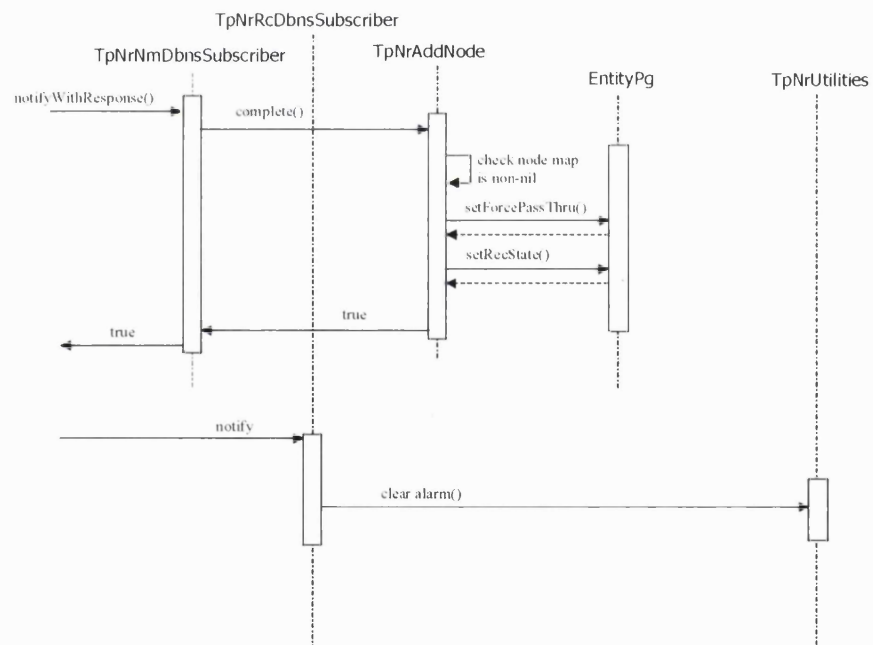 TpNrRcDbnsSubscriber
TpNrNmDbnsSubscriber
TpNrAddNode
EntityPg
TpNrUtilities
notifyWithResponse()
complete()
check node map
is non-nil
setForcePassThru()
setRecState()
true
true
notify
clear alarm()